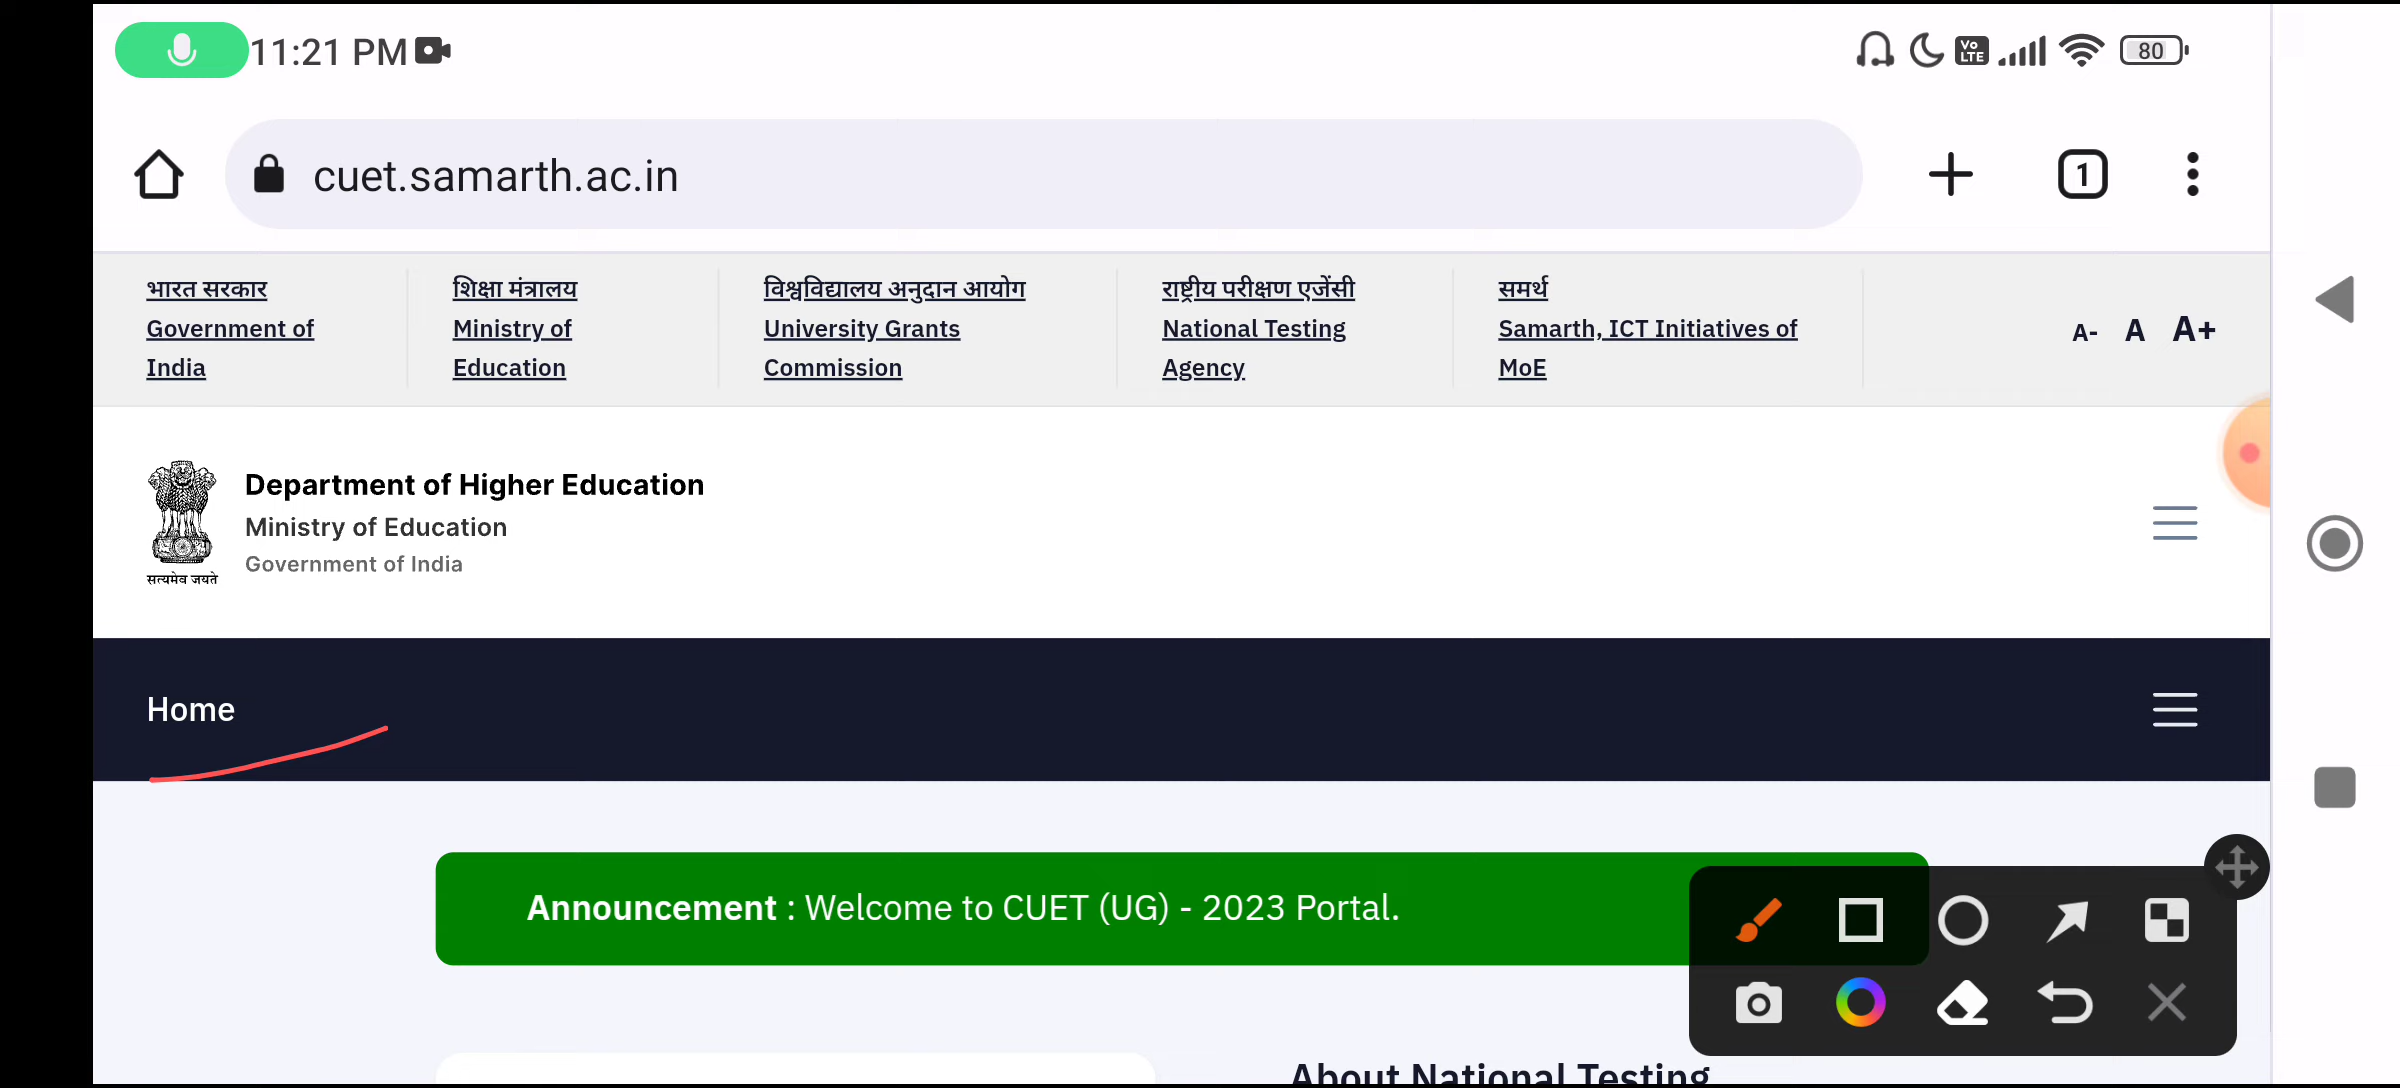 11:21 PM
Vo LTE
80
cuet.samarth.ac.in
1
भारत सरकार
Government of
India
शिक्षा मंत्रालय
Ministry of
Education
विश्वविद्यालय अनुदान आयोग
University Grants
Commission
राष्ट्रीय परीक्षण एजेंसी
National Testing
Agency
समर्थ
Samarth, ICT Initiatives of
MoE
A- A A+
Department of Higher Education
Ministry of Education
Government of India
सत्यमेव जयते
Home
Announcement : Welcome to CUET (UG) - 2023 Portal.
About National Testing